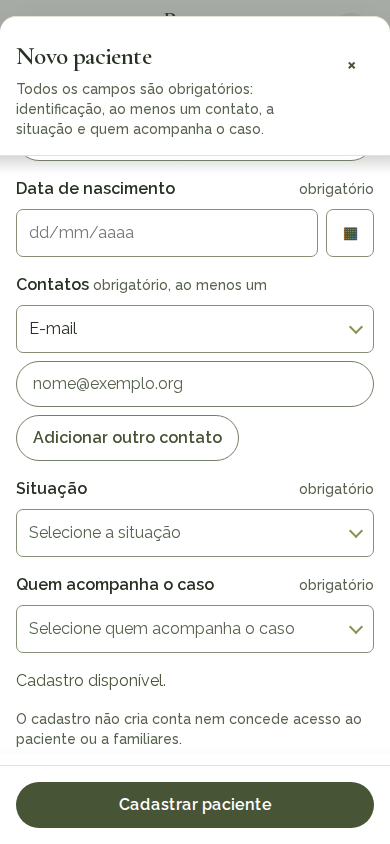 Novo paciente
×
Todos os campos são obrigatórios:
identificação, ao menos um contato, a
situação e quem acompanha o caso.
Data de nascimento obrigatório
dd/mm/aaaa
Contatos obrigatório, ao menos um
E-mail
nome@exemplo.org
Adicionar outro contato
Situação obrigatório
Selecione a situação
Quem acompanha o caso obrigatório
Selecione quem acompanha o caso
Cadastro disponível.
O cadastro não cria conta nem concede acesso ao
paciente ou a familiares.
Cadastrar paciente